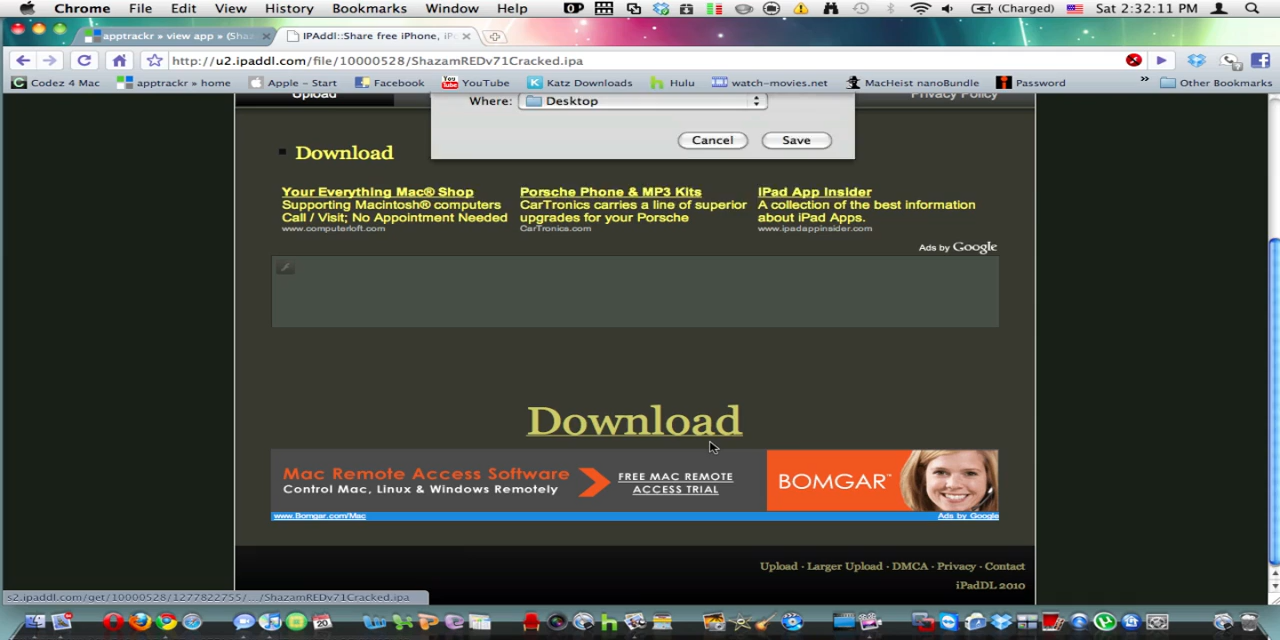 Chrome File Edit View History Bookmarks Window Help (Charged) Sat 2:32:11 PM
apptrackr » view app » (Shaz
IPAddl::Share free iPhone, iPo
http://u2.ipaddl.com/file/10000528/ShazamREDv71Cracked.ipa
Codez 4 Mac apptrackr » home Apple – Start Facebook YouTube Katz Downloads Hulu watch-movies.net MacHeist nanoBundle Password » Other Bookmarks
Upload
Privacy Policy
Where: Desktop
Cancel Save
Download
Your Everything Mac® Shop
Supporting Macintosh® computers
Call / Visit; No Appointment Needed
www.computerloft.com
Porsche Phone & MP3 Kits
CarTronics carries a line of superior
upgrades for your Porsche
CarTronics.com
IPad App Insider
A collection of the best information
about iPad Apps.
www.ipadappinsider.com
Ads by Google
Download
Mac Remote Access Software
Control Mac, Linux & Windows Remotely
FREE MAC REMOTE
ACCESS TRIAL
BOMGAR™
www.Bomgar.com/Mac
Ads by Google
Upload · Larger Upload · DMCA · Privacy · Contact
iPadDL 2010
s2.ipaddl.com/get/10000528/1277822755/.../ShazamREDv71Cracked.ipa